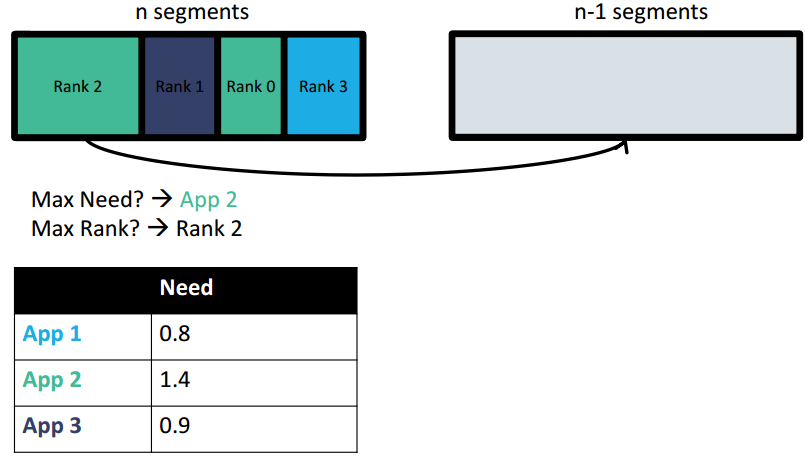 n segments
n-1 segments
Rank 2
Rank 1
Rank 0
Rank 3
Max Need? → App 2
Max Rank? → Rank 2
Need
App 1 0.8
App 2 1.4
App 3 0.9